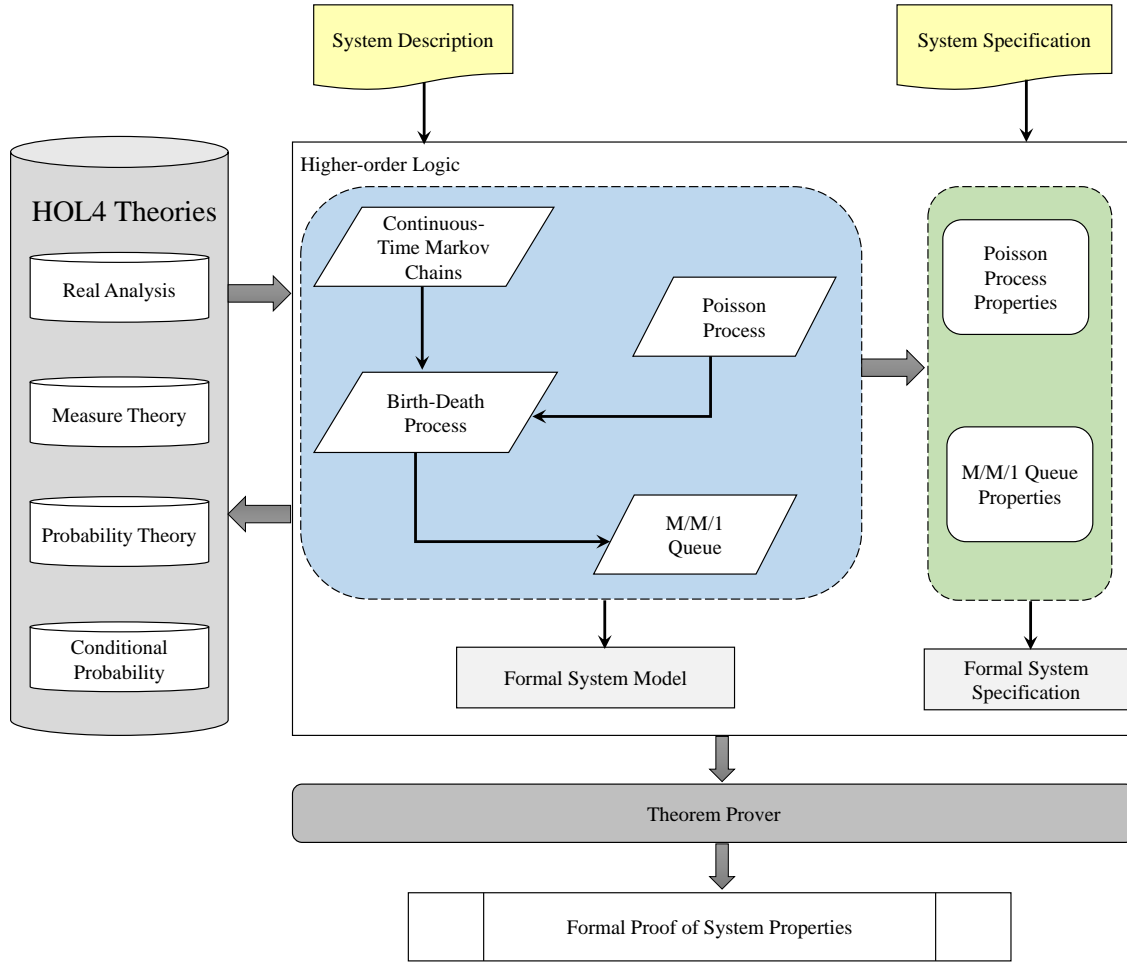 System Description
System Specification
Higher-order Logic
HOL4 Theories
Real Analysis
Measure Theory
Probability Theory
Conditional
Probability
Continuous-
Time Markov
Chains
Poisson
Process
Birth-Death
Process
M/M/1
Queue
Poisson
Process
Properties
M/M/1 Queue
Properties
Formal System Model
Formal System
Specification
Theorem Prover
Formal Proof of System Properties